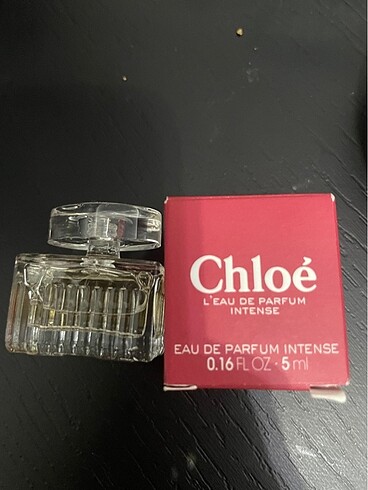 Chloé
L'EAU DE PARFUM
INTENSE
EAU DE PARFUM INTENSE
0.16 FL OZ · 5 ml